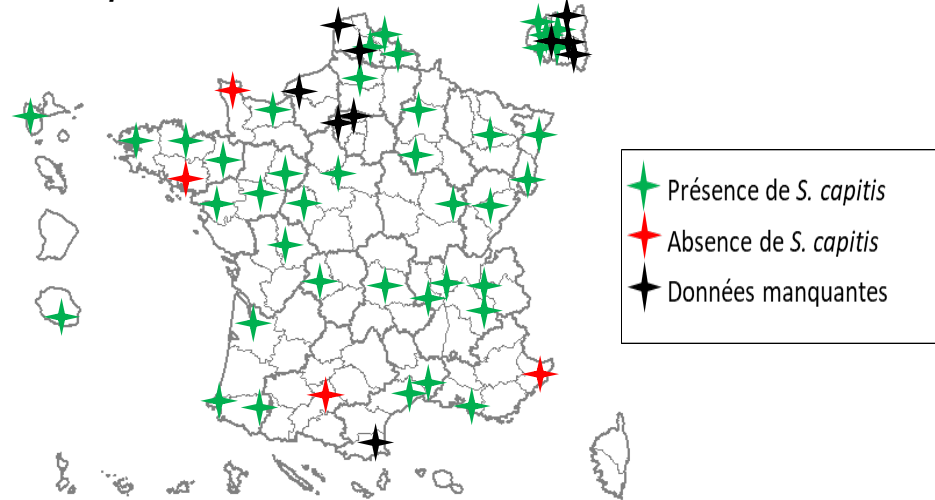 Présence de S. capitis
Absence de S. capitis
Données manquantes